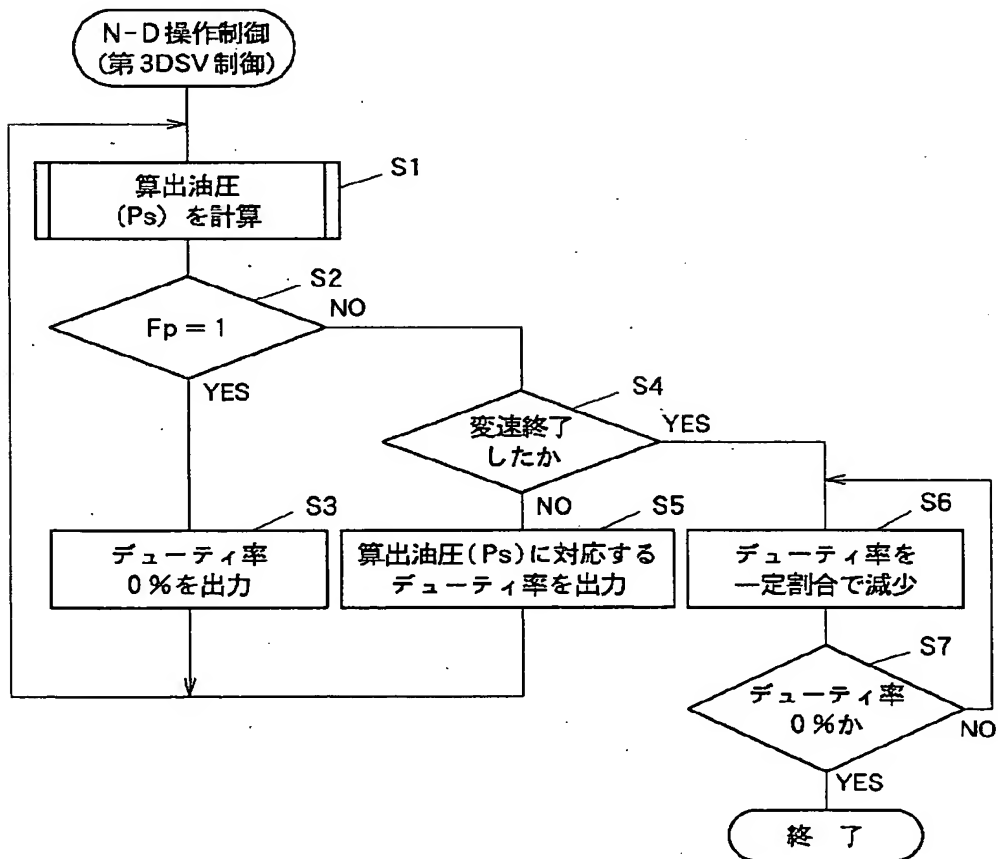 N-D操作制御
(第3DSV制御)
S1
算出油圧
(Ps) を計算
S2
Fp = 1
NO
YES
S4
変速終了
したか
YES
NO
S3
デューティ率
0%を出力
S5
算出油圧(Ps)に対応する
デューティ率を出力
S6
デューティ率を
一定割合で減少
S7
デューティ率
0%か
NO
YES
終 了